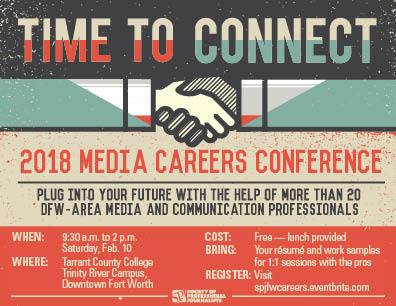 TIME TO CONNECT
2018 MEDIA CAREERS CONFERENCE
PLUG INTO YOUR FUTURE WITH THE HELP OF MORE THAN 20
DFW-AREA MEDIA AND COMMUNICATION PROFESSIONALS
WHEN: 9:30 a.m. to 2 p.m.
Saturday, Feb. 10
WHERE: Tarrant County College
Trinity River Campus,
Downtown Fort Worth
COST: Free — lunch provided
BRING: Your résumé and work samples
for 1:1 sessions with the pros
REGISTER: Visit
spjfwcareers.eventbrite.com
SOCIETY OF
PROFESSIONAL
JOURNALISTS